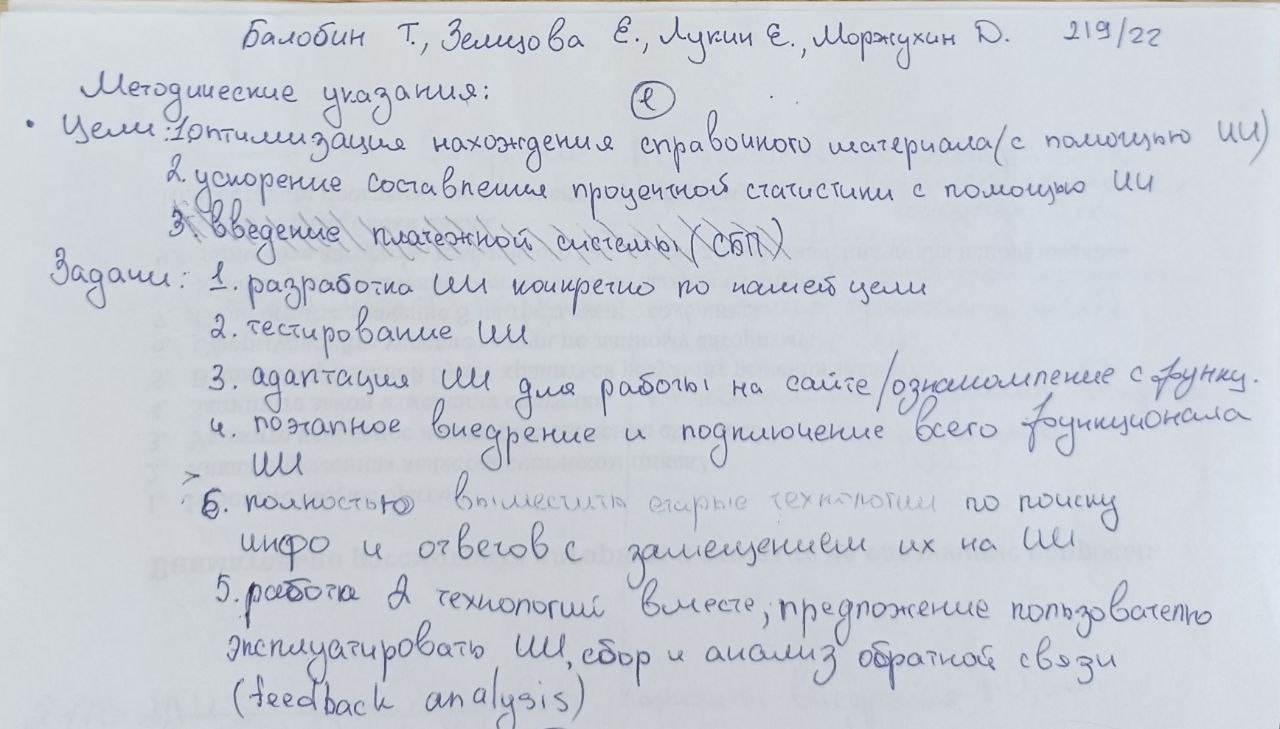 Балобин Т., Земцова Е., Лукин Е., Моржухин Д. 219/22
Методические указания: 1
• Цели: 1 оптимизация нахождения справочного материала (с помощью ИИ)
2. ускорение составления процентной статистики с помощью ИИ
3. введение платежной системы (СБП)
Задачи: 1. разработка ИИ конкретно по нашей цели
2. тестирование ИИ
3. адаптация ИИ для работы на сайте/ознакомление с функц.
4. поэтапное внедрение и подключение всего функционала
ИИ
6. полностью выместить старые технологии по поиску
инфо и ответов с замещением их на ИИ
5. работа 2 технологий вместе, предложение пользователю
эксплуатировать ИИ, сбор и анализ обратной связи
(feedback analysis)